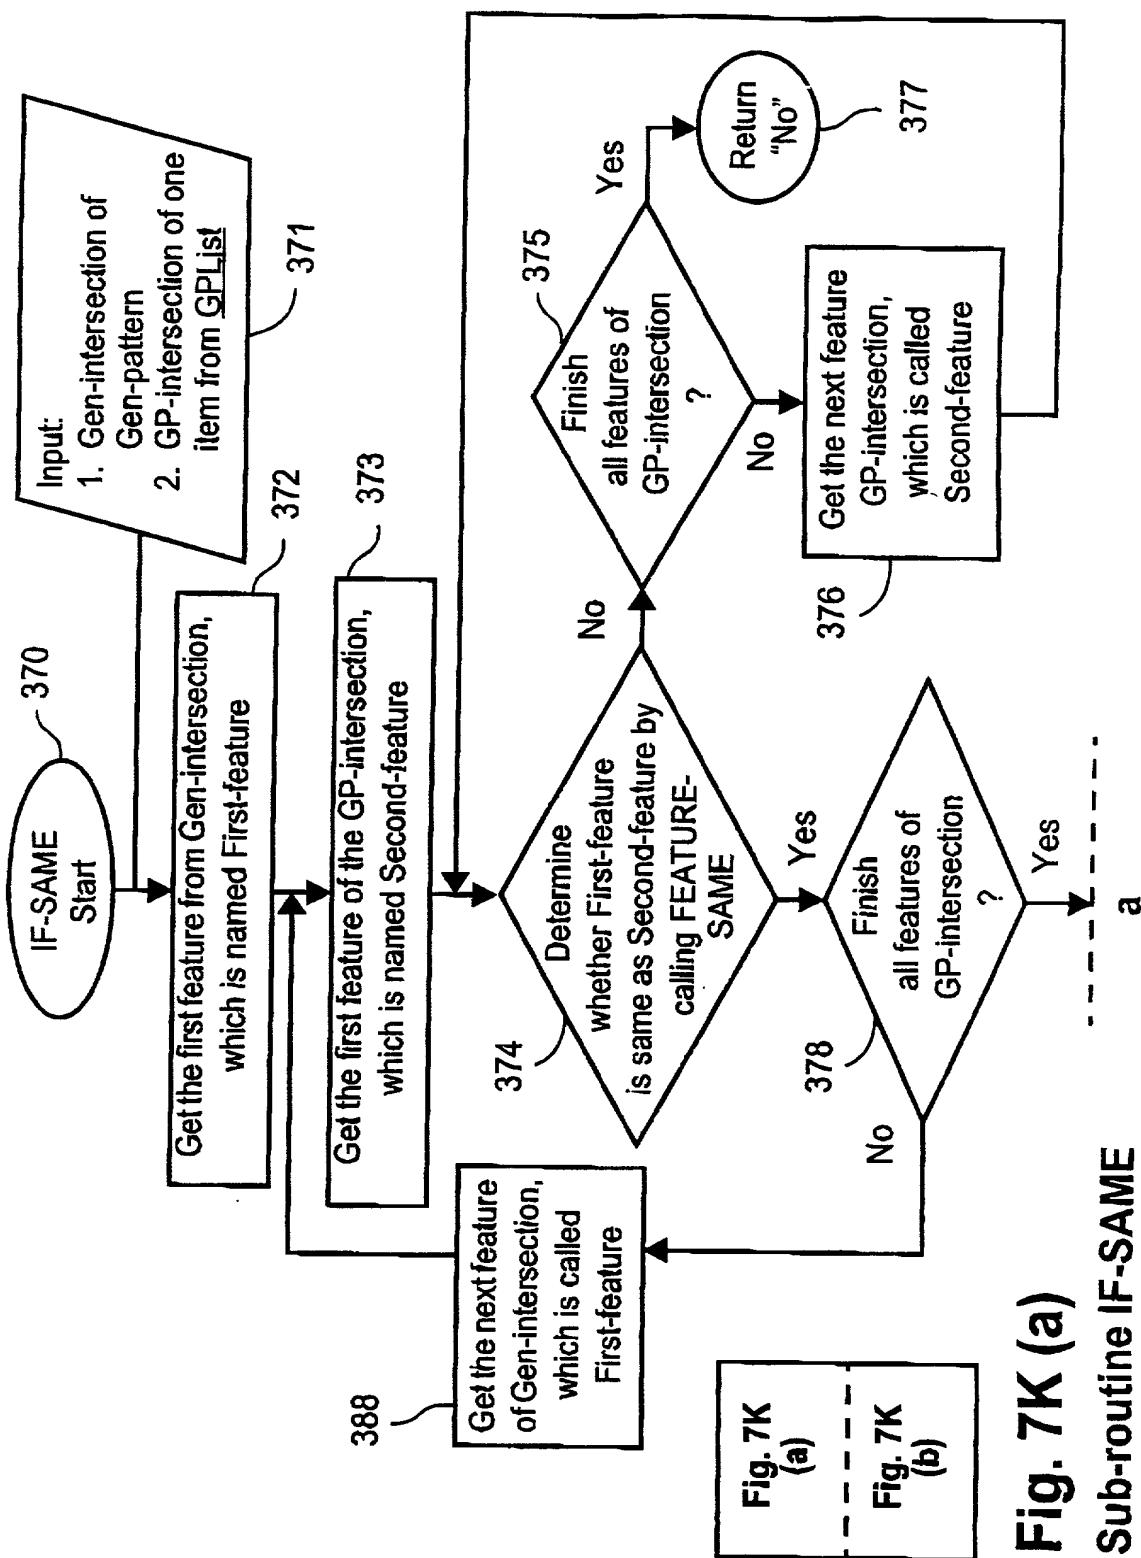 IF-SAME
Start
370
Input:
1. Gen-intersection of
Gen-pattern
2. GP-intersection of one
item from GPList
371
Get the first feature from Gen-intersection,
which is named First-feature
372
Get the first feature of the GP-intersection,
which is named Second-feature
373
Determine
whether First-feature
is same as Second-feature by
calling FEATURE-
SAME
374
No
Yes
Finish
all features of
GP-intersection
?
375
Yes
No
Return
"No"
377
Get the next feature
GP-intersection,
which is called
Second-feature
376
Finish
all features of
GP-intersection
?
378
No
Yes
Get the next feature
of Gen-intersection,
which is called
First-feature
388
a
Fig. 7K
(a)
Fig. 7K
(b)
Fig. 7K (a)
Sub-routine IF-SAME